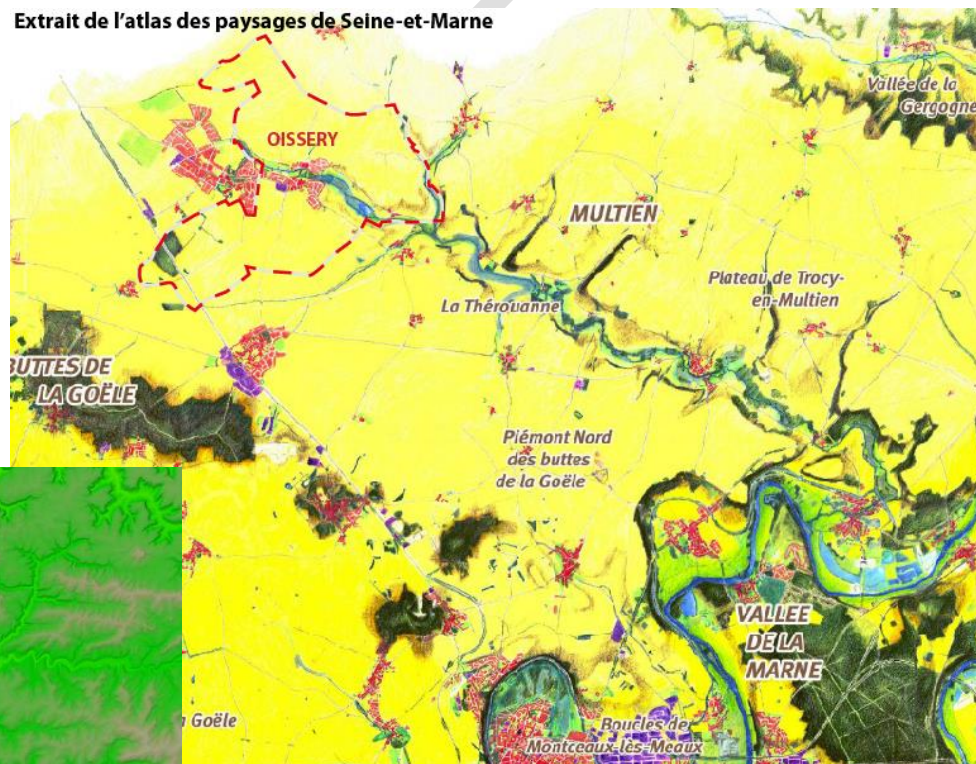 Extrait de l'atlas des paysages de Seine-et-Marne
Vallée de la
Gergogne
OISSERY
MULTIEN
Plateau de Trocy-
en-Multien
La Thérouanne
BUTTES DE
LA GOËLE
Piémont Nord
des buttes
de la Goële
VALLEE
DE LA
MARNE
Goële
Boucles de
Montceaux-lès-Meaux